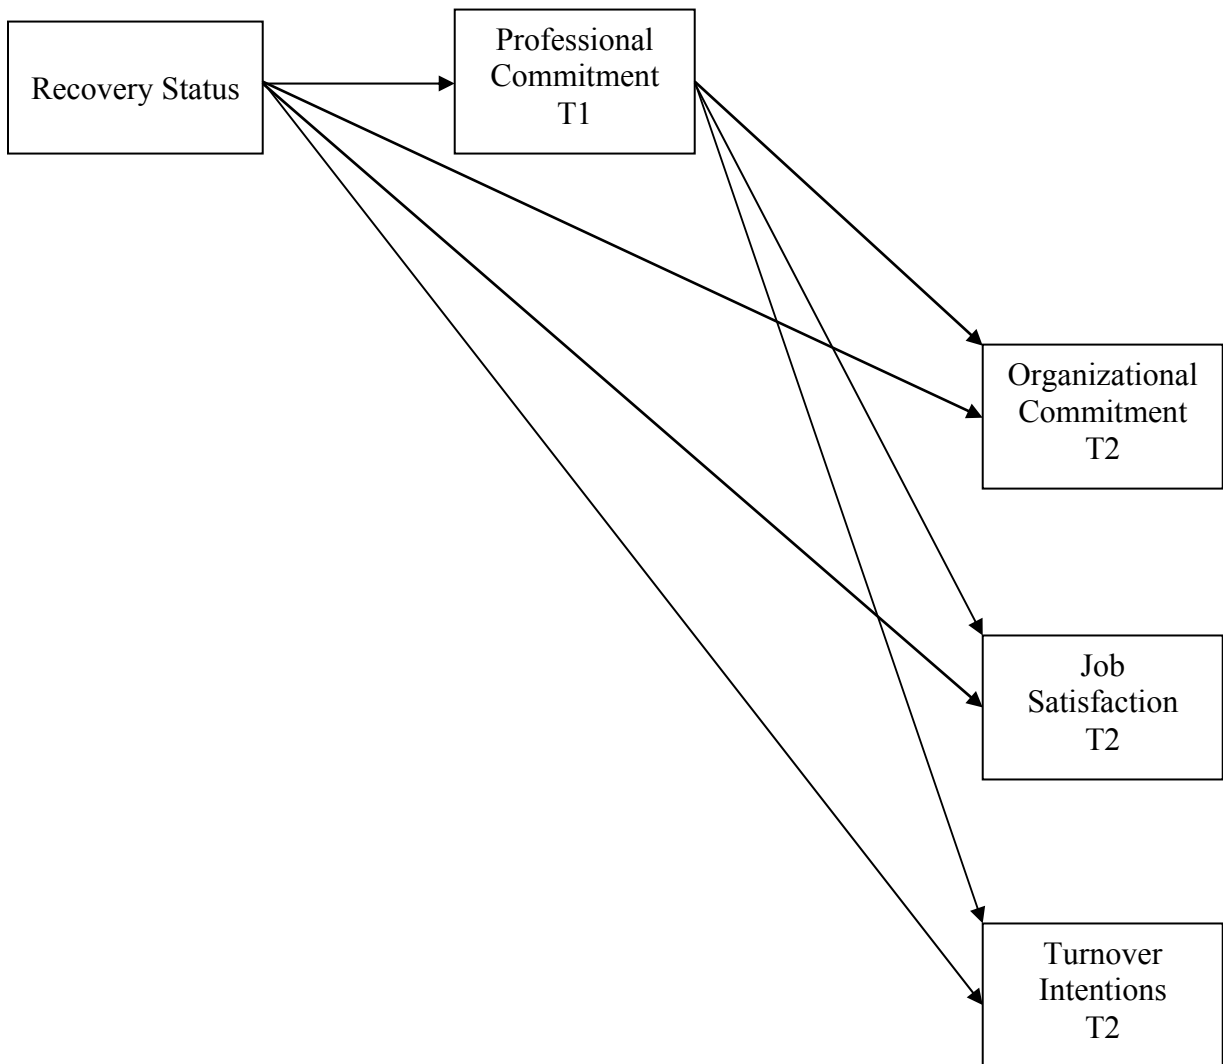 Recovery Status
Professional
Commitment
T1
Organizational
Commitment
T2
Job
Satisfaction
T2
Turnover
Intentions
T2